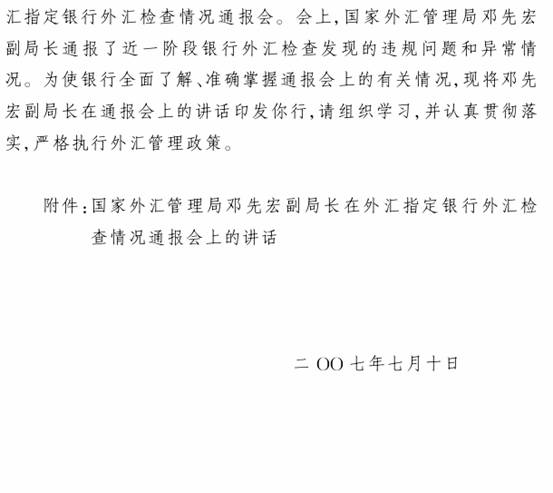 汇指定银行外汇检查情况通报会。会上,国家外汇管理局邓先宏
副局长通报了近一阶段银行外汇检查发现的违规问题和异常情
况。为使银行全面了解、准确掌握通报会上的有关情况,现将邓先
宏副局长在通报会上的讲话印发你行,请组织学习,并认真贯彻落
实,严格执行外汇管理政策。
附件:国家外汇管理局邓先宏副局长在外汇指定银行外汇检
查情况通报会上的讲话
二OO七年七月十日